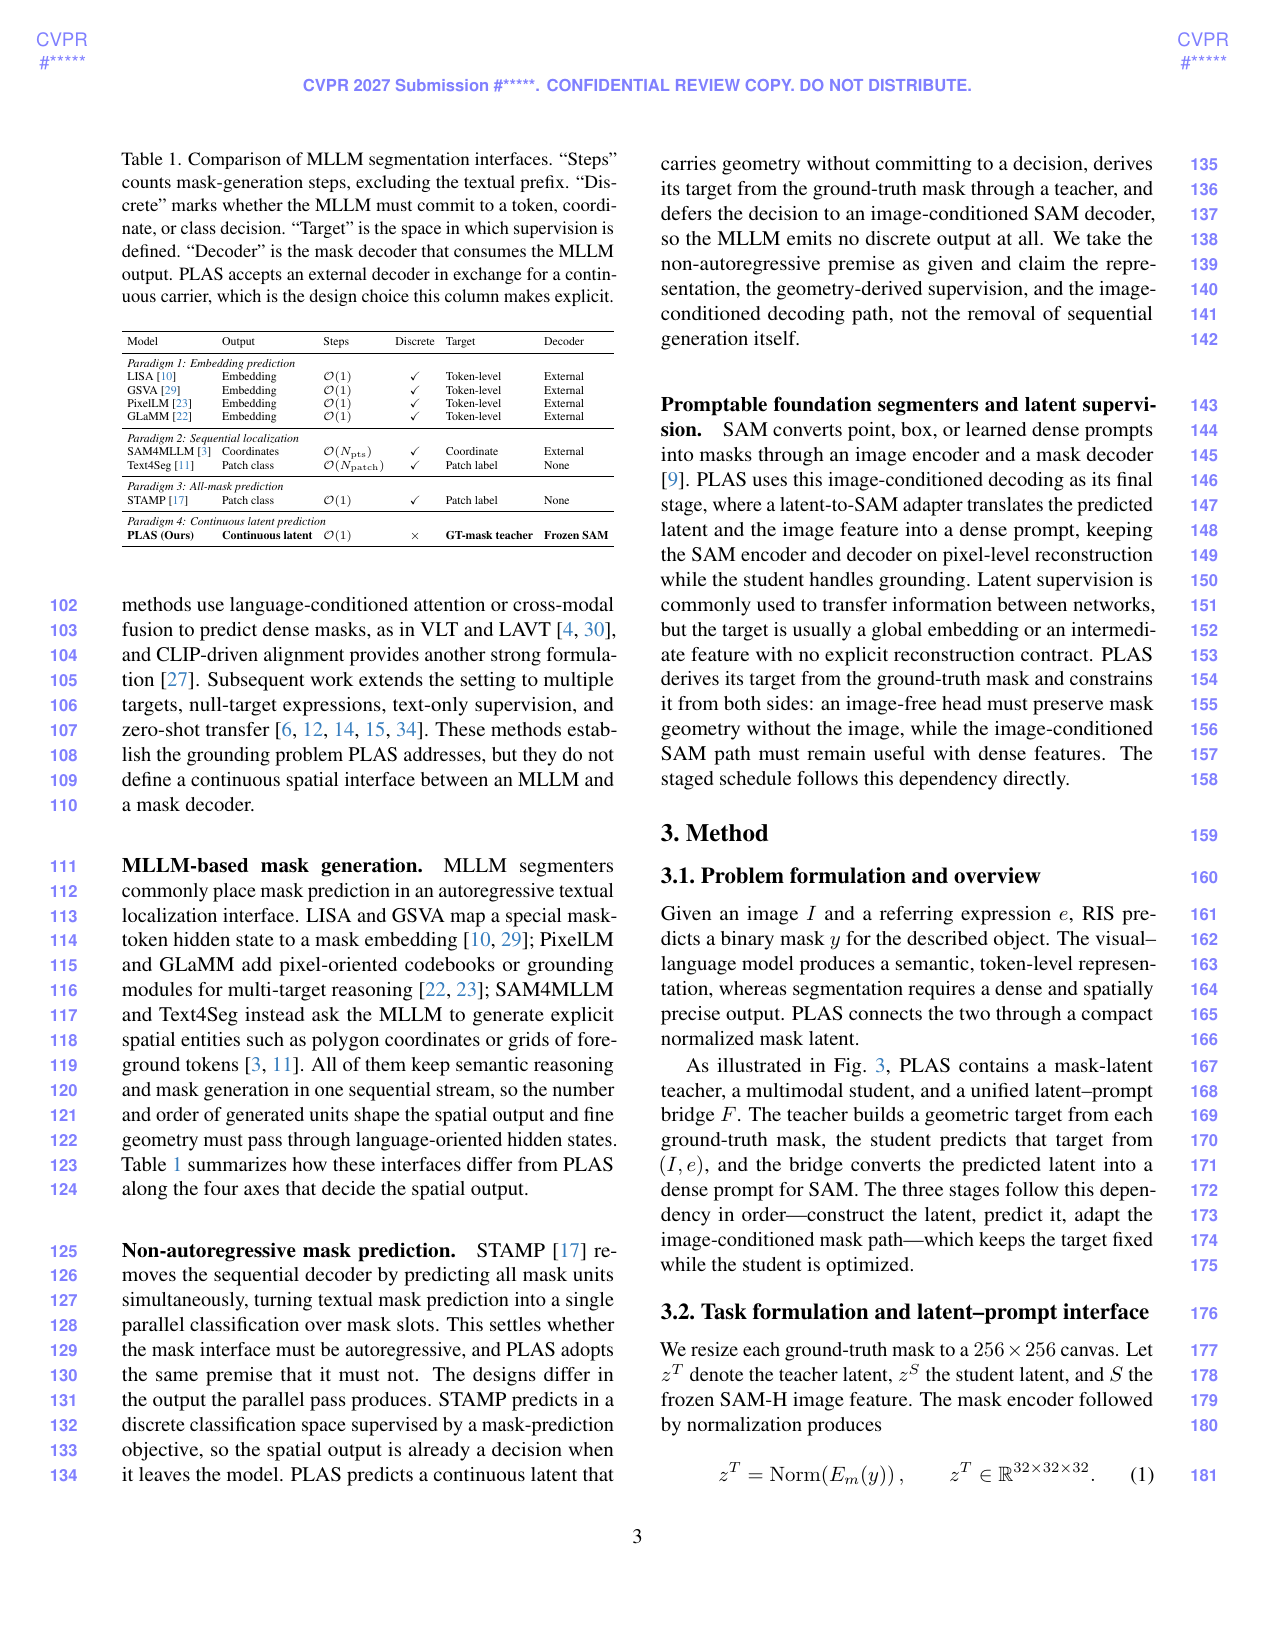 CVPR
#*****
CVPR
#*****
CVPR 2027 Submission #*****. CONFIDENTIAL REVIEW COPY. DO NOT DISTRIBUTE.
Table 1. Comparison of MLLM segmentation interfaces. “Steps”
counts mask-generation steps, excluding the textual prefix. “Dis-
crete” marks whether the MLLM must commit to a token, coordi-
nate, or class decision. “Target” is the space in which supervision is
defined. “Decoder” is the mask decoder that consumes the MLLM
output. PLAS accepts an external decoder in exchange for a contin-
uous carrier, which is the design choice this column makes explicit.
Model Output Steps Discrete Target Decoder
Paradigm 1: Embedding prediction
LISA [10] Embedding O(1) ✓ Token-level External
GSVA [29] Embedding O(1) ✓ Token-level External
PixelLM [23] Embedding O(1) ✓ Token-level External
GLaMM [22] Embedding O(1) ✓ Token-level External
Paradigm 2: Sequential localization
SAM4MLLM [3] Coordinates O(Npts) ✓ Coordinate External
Text4Seg [11] Patch class O(Npatch) ✓ Patch label None
Paradigm 3: All-mask prediction
STAMP [17] Patch class O(1) ✓ Patch label None
Paradigm 4: Continuous latent prediction
PLAS (Ours) Continuous latent O(1) × GT-mask teacher Frozen SAM
102 methods use language-conditioned attention or cross-modal
103 fusion to predict dense masks, as in VLT and LAVT [4, 30],
104 and CLIP-driven alignment provides another strong formula-
105 tion [27]. Subsequent work extends the setting to multiple
106 targets, null-target expressions, text-only supervision, and
107 zero-shot transfer [6, 12, 14, 15, 34]. These methods estab-
108 lish the grounding problem PLAS addresses, but they do not
109 define a continuous spatial interface between an MLLM and
110 a mask decoder.
111 MLLM-based mask generation. MLLM segmenters
112 commonly place mask prediction in an autoregressive textual
113 localization interface. LISA and GSVA map a special mask-
114 token hidden state to a mask embedding [10, 29]; PixelLM
115 and GLaMM add pixel-oriented codebooks or grounding
116 modules for multi-target reasoning [22, 23]; SAM4MLLM
117 and Text4Seg instead ask the MLLM to generate explicit
118 spatial entities such as polygon coordinates or grids of fore-
119 ground tokens [3, 11]. All of them keep semantic reasoning
120 and mask generation in one sequential stream, so the number
121 and order of generated units shape the spatial output and fine
122 geometry must pass through language-oriented hidden states.
123 Table 1 summarizes how these interfaces differ from PLAS
124 along the four axes that decide the spatial output.
125 Non-autoregressive mask prediction. STAMP [17] re-
126 moves the sequential decoder by predicting all mask units
127 simultaneously, turning textual mask prediction into a single
128 parallel classification over mask slots. This settles whether
129 the mask interface must be autoregressive, and PLAS adopts
130 the same premise that it must not. The designs differ in
131 the output the parallel pass produces. STAMP predicts in a
132 discrete classification space supervised by a mask-prediction
133 objective, so the spatial output is already a decision when
134 it leaves the model. PLAS predicts a continuous latent that
carries geometry without committing to a decision, derives 135
its target from the ground-truth mask through a teacher, and 136
defers the decision to an image-conditioned SAM decoder, 137
so the MLLM emits no discrete output at all. We take the 138
non-autoregressive premise as given and claim the repre- 139
sentation, the geometry-derived supervision, and the image- 140
conditioned decoding path, not the removal of sequential 141
generation itself. 142
Promptable foundation segmenters and latent supervi- 143
sion. SAM converts point, box, or learned dense prompts 144
into masks through an image encoder and a mask decoder 145
[9]. PLAS uses this image-conditioned decoding as its final 146
stage, where a latent-to-SAM adapter translates the predicted 147
latent and the image feature into a dense prompt, keeping 148
the SAM encoder and decoder on pixel-level reconstruction 149
while the student handles grounding. Latent supervision is 150
commonly used to transfer information between networks, 151
but the target is usually a global embedding or an intermedi- 152
ate feature with no explicit reconstruction contract. PLAS 153
derives its target from the ground-truth mask and constrains 154
it from both sides: an image-free head must preserve mask 155
geometry without the image, while the image-conditioned 156
SAM path must remain useful with dense features. The 157
staged schedule follows this dependency directly. 158
3. Method 159
3.1. Problem formulation and overview 160
Given an image I and a referring expression e, RIS pre- 161
dicts a binary mask y for the described object. The visual– 162
language model produces a semantic, token-level represen- 163
tation, whereas segmentation requires a dense and spatially 164
precise output. PLAS connects the two through a compact 165
normalized mask latent. 166
As illustrated in Fig. 3, PLAS contains a mask-latent 167
teacher, a multimodal student, and a unified latent–prompt 168
bridge F. The teacher builds a geometric target from each 169
ground-truth mask, the student predicts that target from 170
(I, e), and the bridge converts the predicted latent into a 171
dense prompt for SAM. The three stages follow this depen- 172
dency in order—construct the latent, predict it, adapt the 173
image-conditioned mask path—which keeps the target fixed 174
while the student is optimized. 175
3.2. Task formulation and latent–prompt interface 176
We resize each ground-truth mask to a 256 × 256 canvas. Let 177
z^T denote the teacher latent, z^S the student latent, and S the 178
frozen SAM-H image feature. The mask encoder followed 179
by normalization produces 180
z^T = Norm(E_m(y)), z^T ∈ ℝ^{32×32×32}. (1) 181
3